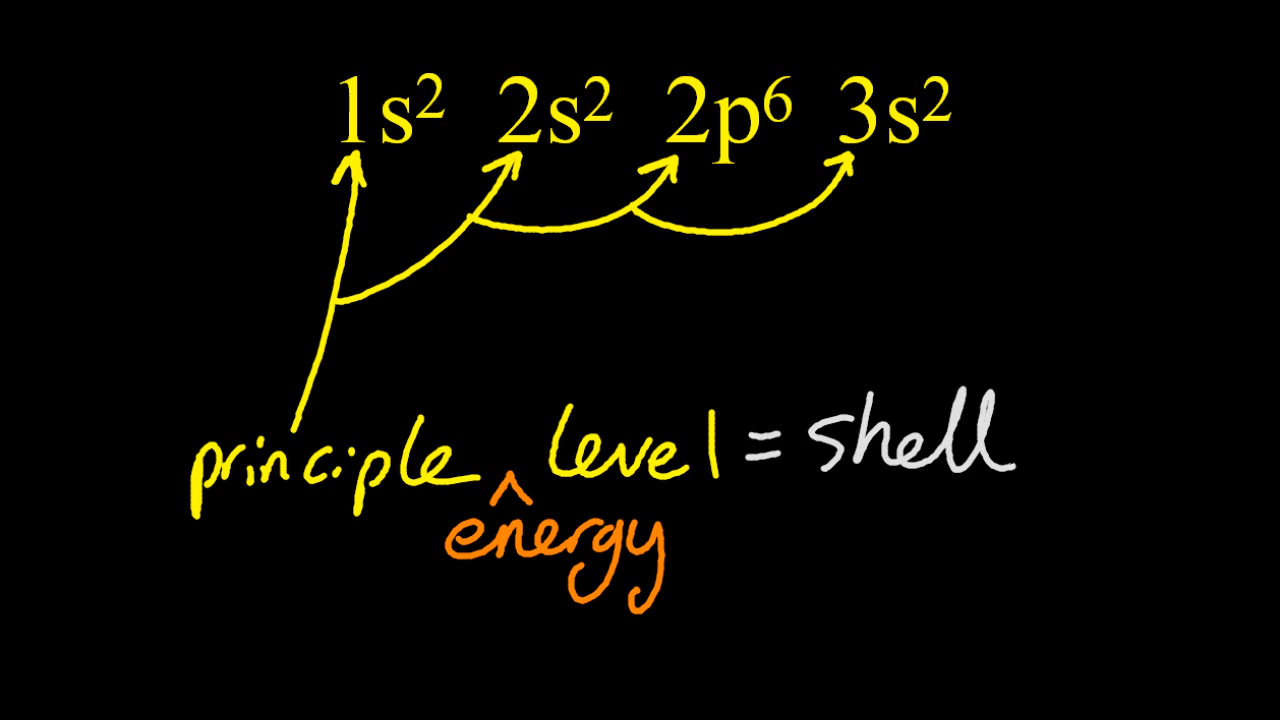 1s² 2s² 2p⁶ 3s²
principle ^ level = shell
energy